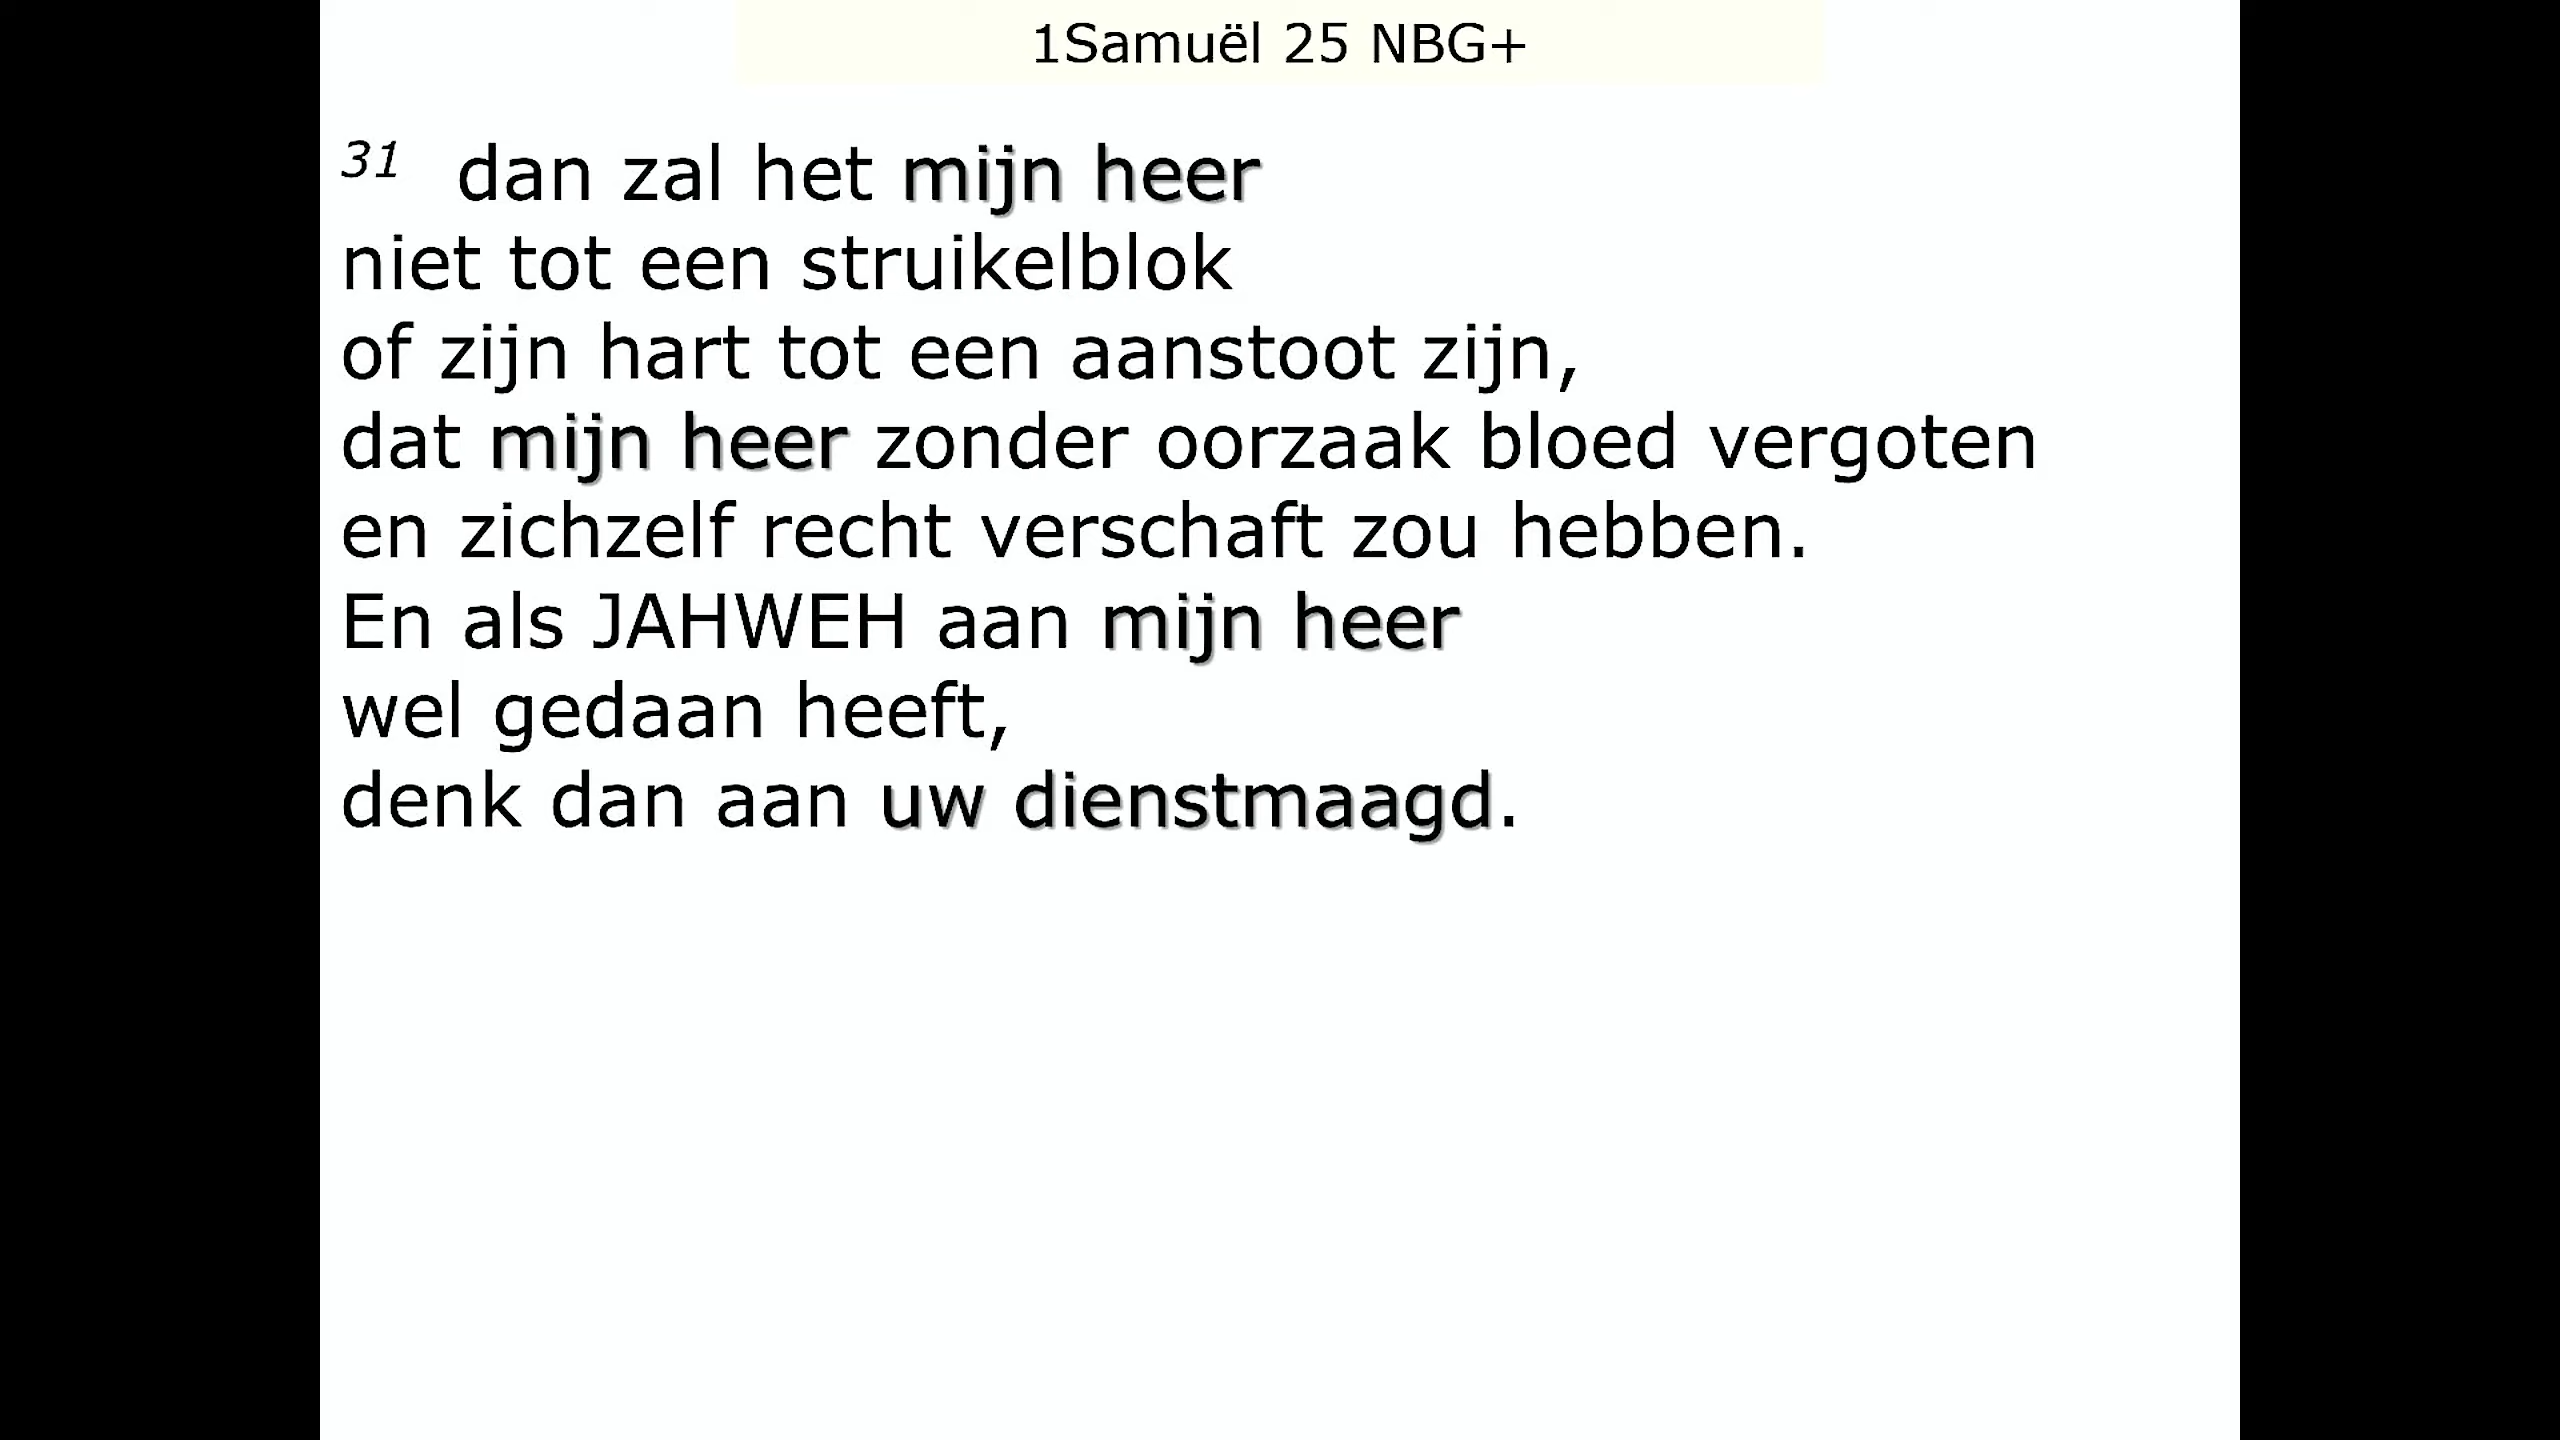 1Samuël 25 NBG+
31 dan zal het mijn heer
niet tot een struikelblok
of zijn hart tot een aanstoot zijn,
dat mijn heer zonder oorzaak bloed vergoten
en zichzelf recht verschaft zou hebben.
En als JAHWEH aan mijn heer
wel gedaan heeft,
denk dan aan uw dienstmaagd.